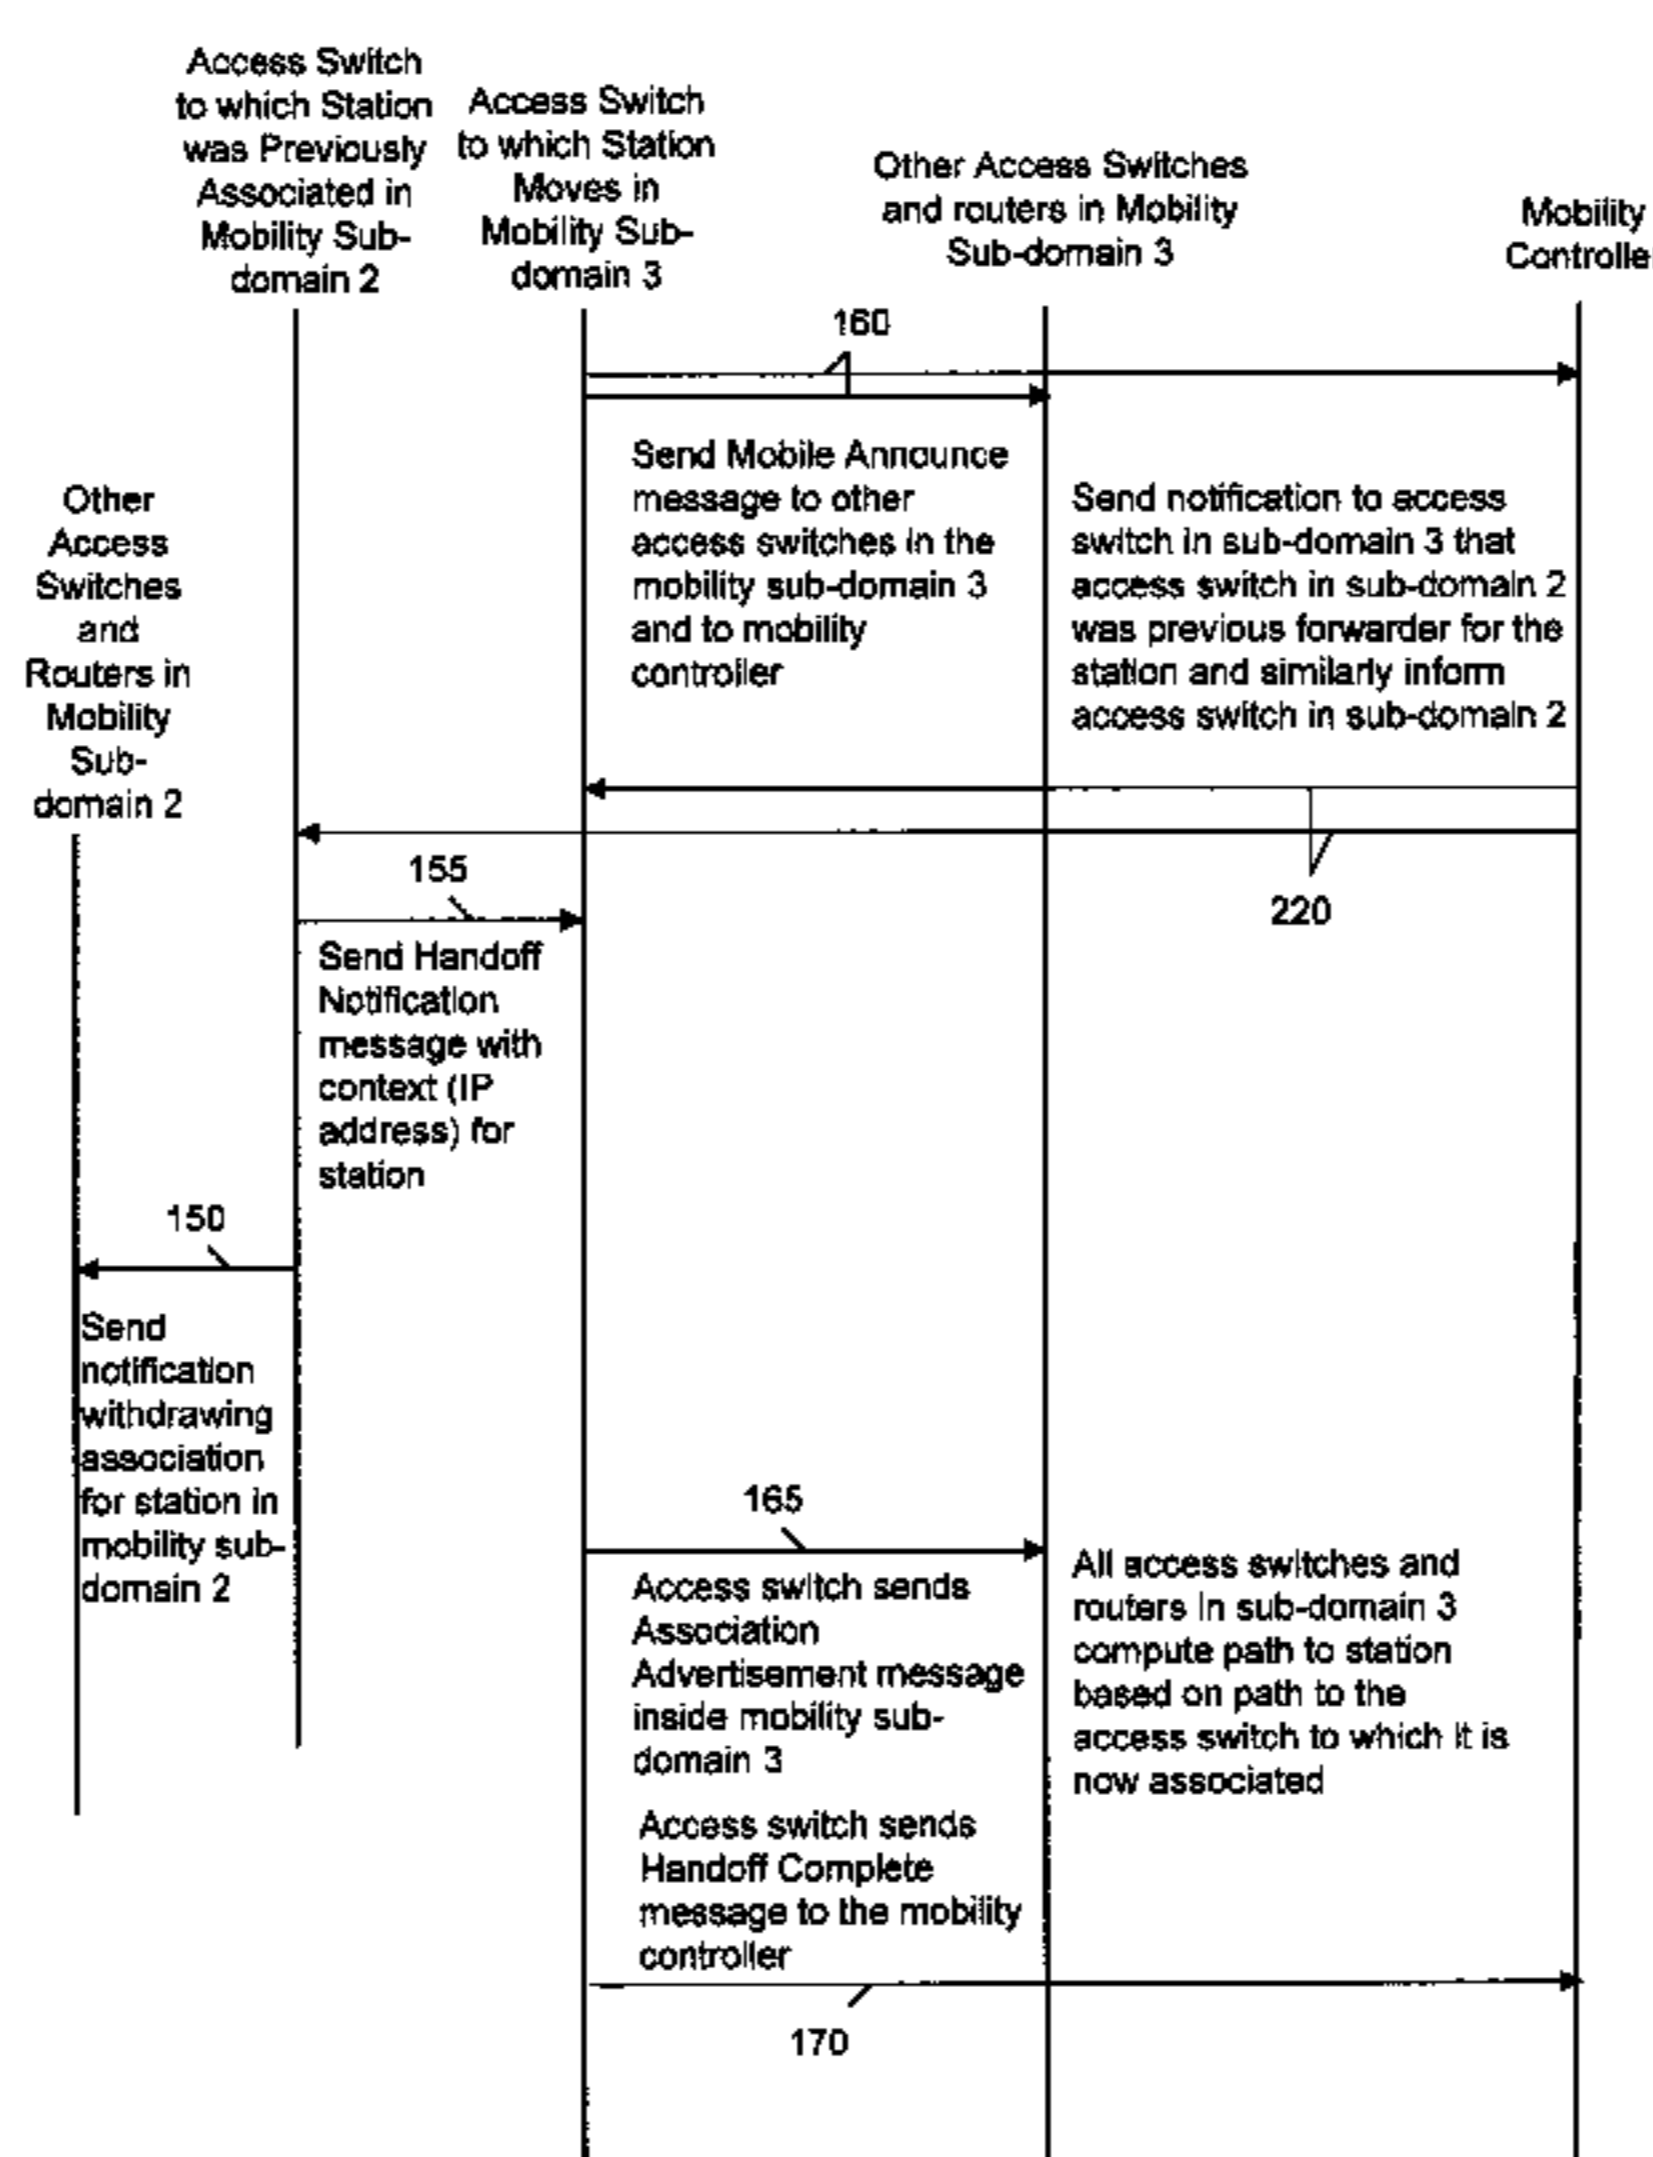 Access Switch
to which Station
was Previously
Associated in
Mobility Sub-
domain 2
Access Switch
to which Station
Moves in
Mobility Sub-
domain 3
Other Access Switches
and routers in Mobility
Sub-domain 3
Mobility
Controller
160
Other
Access
Switches
and
Routers in
Mobility
Sub-
domain 2
Send Mobile Announce
message to other
access switches in the
mobility sub-domain 3
and to mobility
controller
Send notification to access
switch in sub-domain 3 that
access switch in sub-domain 2
was previous forwarder for the
station and similarly inform
access switch in sub-domain 2
155
220
Send Handoff
Notification
message with
context (IP
address) for
station
150
Send
notification
withdrawing
association
for station in
mobility sub-
domain 2
165
Access switch sends
Association
Advertisement message
inside mobility sub-
domain 3
All access switches and
routers in sub-domain 3
compute path to station
based on path to the
access switch to which it is
now associated
Access switch sends
Handoff Complete
message to the mobility
controller
170